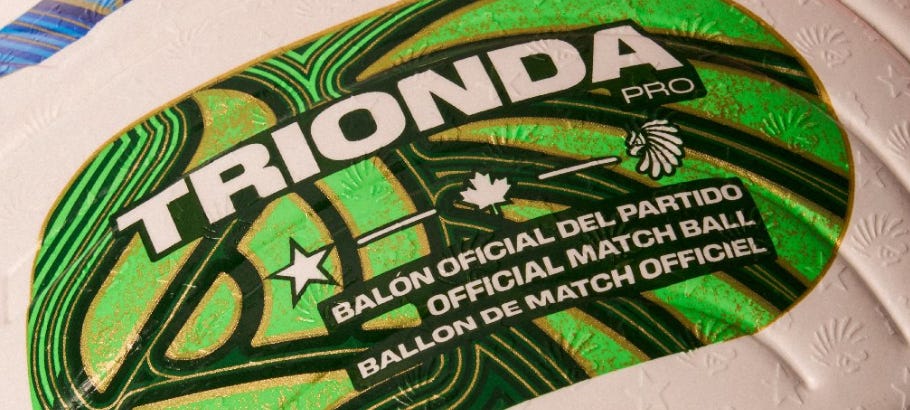 TRIONDA
PRO
BALÓN OFICIAL DEL PARTIDO
OFFICIAL MATCH BALL
BALLON DE MATCH OFFICIEL